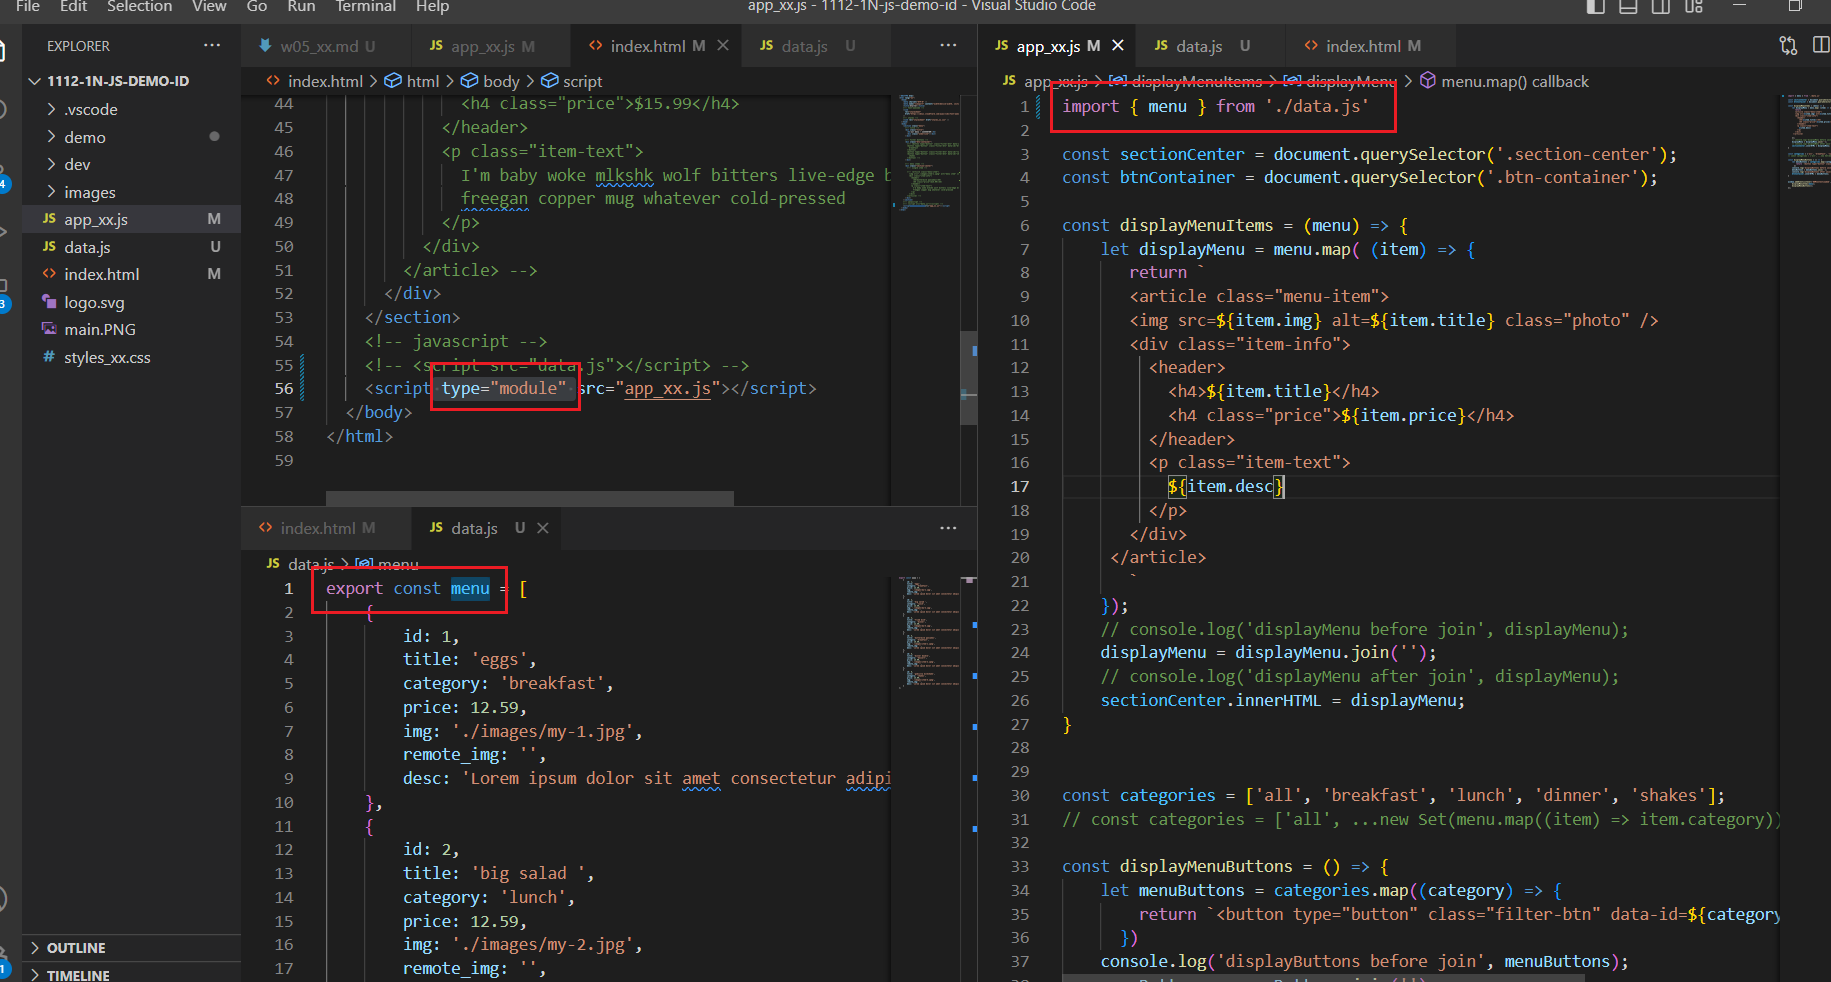 File Edit Selection View Go Run Terminal Help
app_xx.js - 1112-1N-js-demo-id - Visual Studio Code
EXPLORER
1112-1N-JS-DEMO-ID
.vscode
demo
dev
images
JS app_xx.js M
JS data.js U
<> index.html M
logo.svg
main.PNG
# styles_xx.css
OUTLINE
TIMELINE
4
3
1
w05_xx.md U
JS app_xx.js M
<> index.html M
JS data.js U
<> index.html > html > body > script
44 <h4 class="price">$15.99</h4>
45 </header>
46 <p class="item-text">
47 I'm baby woke mlkshk wolf bitters live-edge b
48 freegan copper mug whatever cold-pressed
49 </p>
50 </div>
51 </article> -->
52 </div>
53 </section>
54 <!-- javascript -->
55 <!-- <script src="data.js"></script> -->
56 <script type="module" src="app_xx.js"></script>
57 </body>
58 </html>
59
<> index.html M
JS data.js U
JS data.js > menu
1 export const menu = [
2 {
3 id: 1,
4 title: 'eggs',
5 category: 'breakfast',
6 price: 12.59,
7 img: './images/my-1.jpg',
8 remote_img: '',
9 desc: 'Lorem ipsum dolor sit amet consectetur adipi
10 },
11 {
12 id: 2,
13 title: 'big salad ',
14 category: 'lunch',
15 price: 12.59,
16 img: './images/my-2.jpg',
17 remote_img: '',
JS app_xx.js M
JS data.js U
<> index.html M
JS app_xx.js > displayMenuItems > displayMenu > menu.map() callback
1 import { menu } from './data.js'
2
3 const sectionCenter = document.querySelector('.section-center');
4 const btnContainer = document.querySelector('.btn-container');
5
6 const displayMenuItems = (menu) => {
7 let displayMenu = menu.map( (item) => {
8 return `
9 <article class="menu-item">
10 <img src=${item.img} alt=${item.title} class="photo" />
11 <div class="item-info">
12 <header>
13 <h4>${item.title}</h4>
14 <h4 class="price">${item.price}</h4>
15 </header>
16 <p class="item-text">
17 ${item.desc}
18 </p>
19 </div>
20 </article>
21 `
22 });
23 // console.log('displayMenu before join', displayMenu);
24 displayMenu = displayMenu.join('');
25 // console.log('displayMenu after join', displayMenu);
26 sectionCenter.innerHTML = displayMenu;
27 }
28
29
30 const categories = ['all', 'breakfast', 'lunch', 'dinner', 'shakes'];
31 // const categories = ['all', ...new Set(menu.map((item) => item.category))
32
33 const displayMenuButtons = () => {
34 let menuButtons = categories.map((category) => {
35 return `<button type="button" class="filter-btn" data-id=${category
36 })
37 console.log('displayButtons before join', menuButtons);